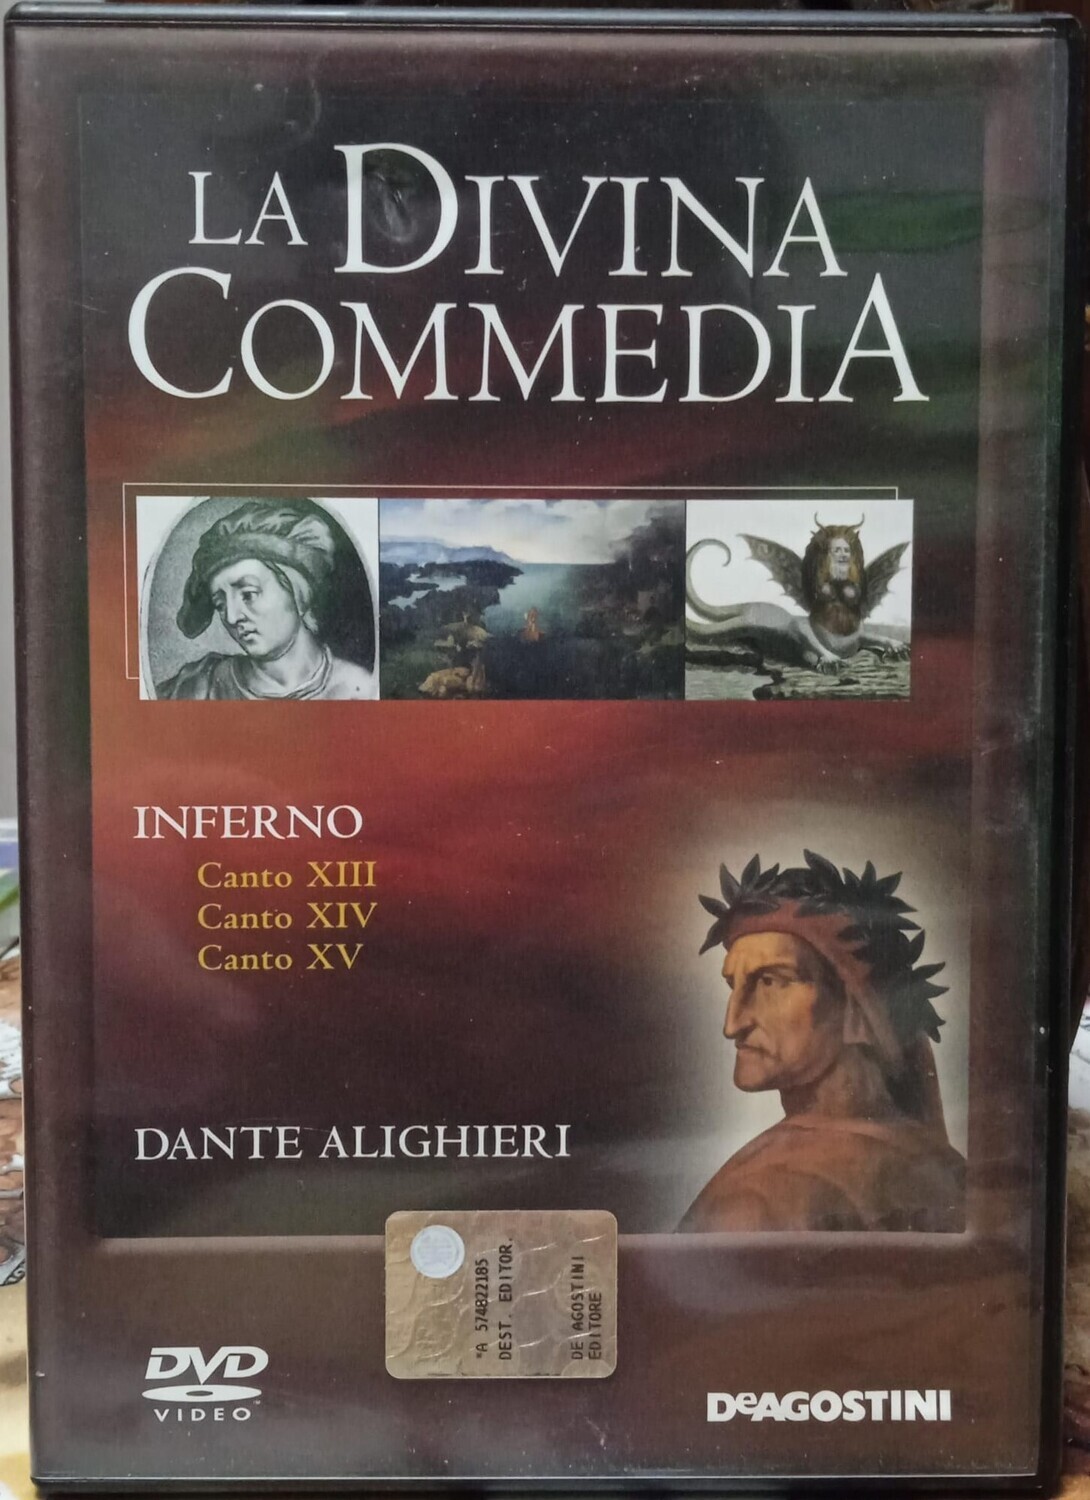 LA DIVINA
COMMEDIA
INFERNO
Canto XIII
Canto XIV
Canto XV
DANTE ALIGHIERI
*A 574822185
DEST. EDITOR.
DE AGOSTINI
EDITORE
DVD
VIDEO
DeAGOSTINI